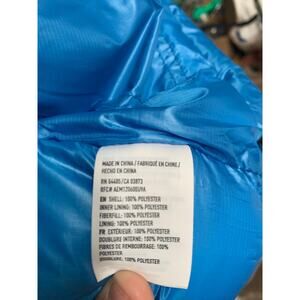 MADE IN CHINA / FABRIQUÉ EN CHINE /
HECHO EN CHINA
RN 54485/CA 03873
EN SHELL: 100% POLYESTER
INNER LINING: 100% POLYESTER
FIBERFILL: 100% POLYESTER
LINING: 100% POLYESTER
FR EXTÉRIEUR: 100% POLYESTER
DOUBLURE INTERNE: 100% POLYESTER
FIBRES DE REMBOURRAGE: 100%
POLYESTER
DOUBLURE: 100% POLYESTER